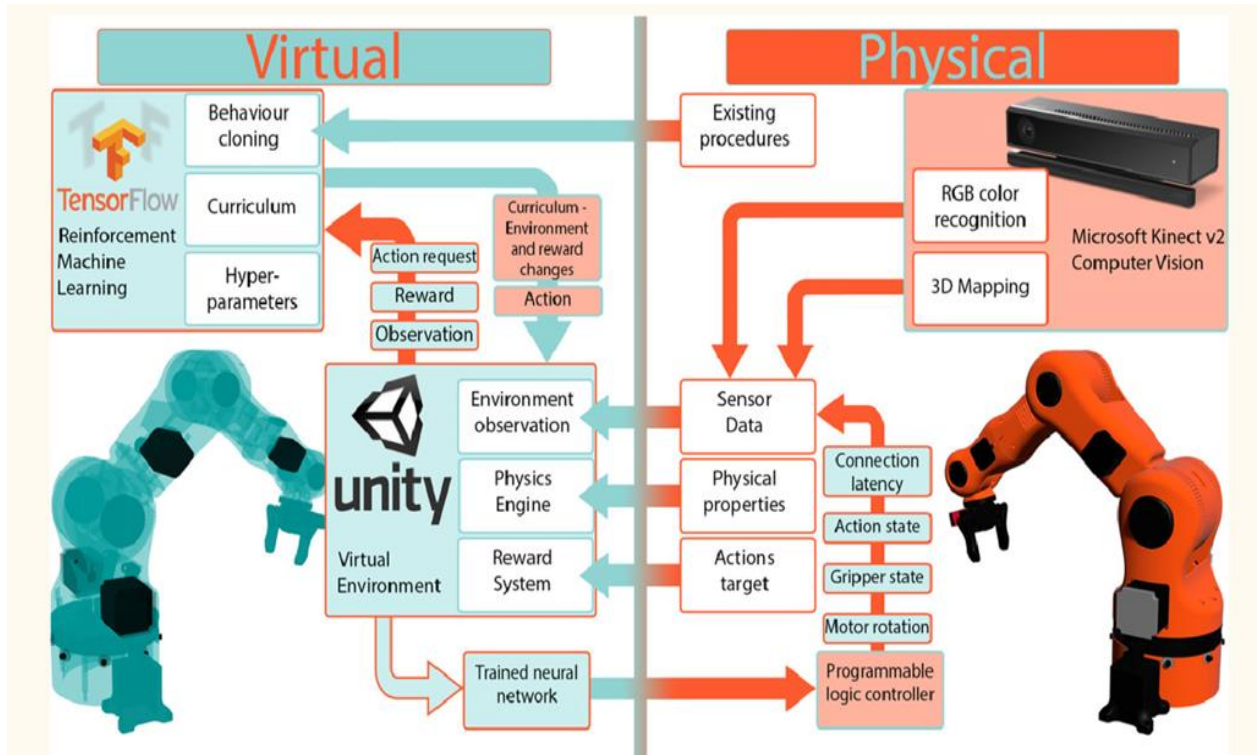 Virtual
Physical
TensorFlow
Reinforcement
Machine
Learning
Behaviour
cloning
Curriculum
Hyper-
parameters
Existing
procedures
RGB color
recognition
3D Mapping
Microsoft Kinect v2
Computer Vision
Curriculum -
Environment
and reward
changes
Action
Action request
Reward
Observation
unity
Virtual
Environment
Environment
observation
Physics
Engine
Reward
System
Sensor
Data
Physical
properties
Actions
target
Connection
latency
Action state
Gripper state
Motor rotation
Trained neural
network
Programmable
logic controller